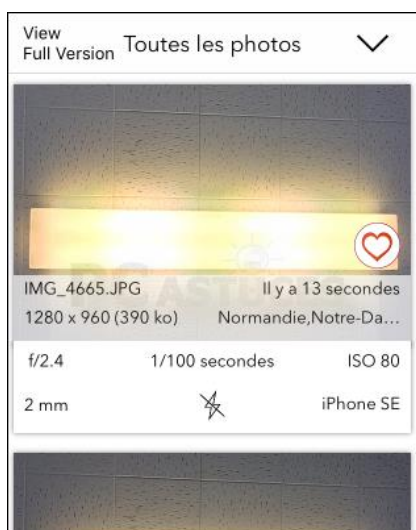 View
Full Version
Toutes les photos
IMG_4665.JPG
Il y a 13 secondes
1280 x 960 (390 ko)
Normandie,Notre-Da...
f/2.4
1/100 secondes
ISO 80
2 mm
iPhone SE